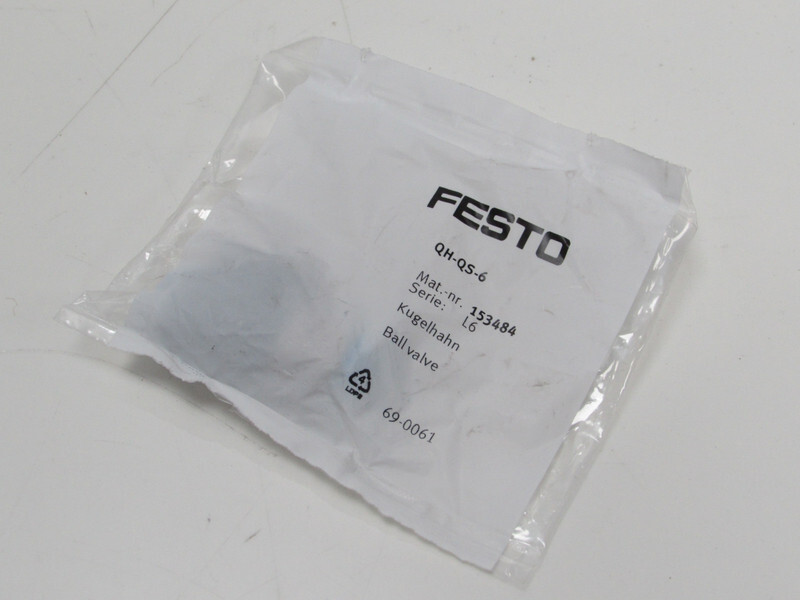 FESTO
QH-QS-6
Mat.-nr. 153484
Serie: L6
Kugelhahn
Ball valve
4
LDPE
69-0061